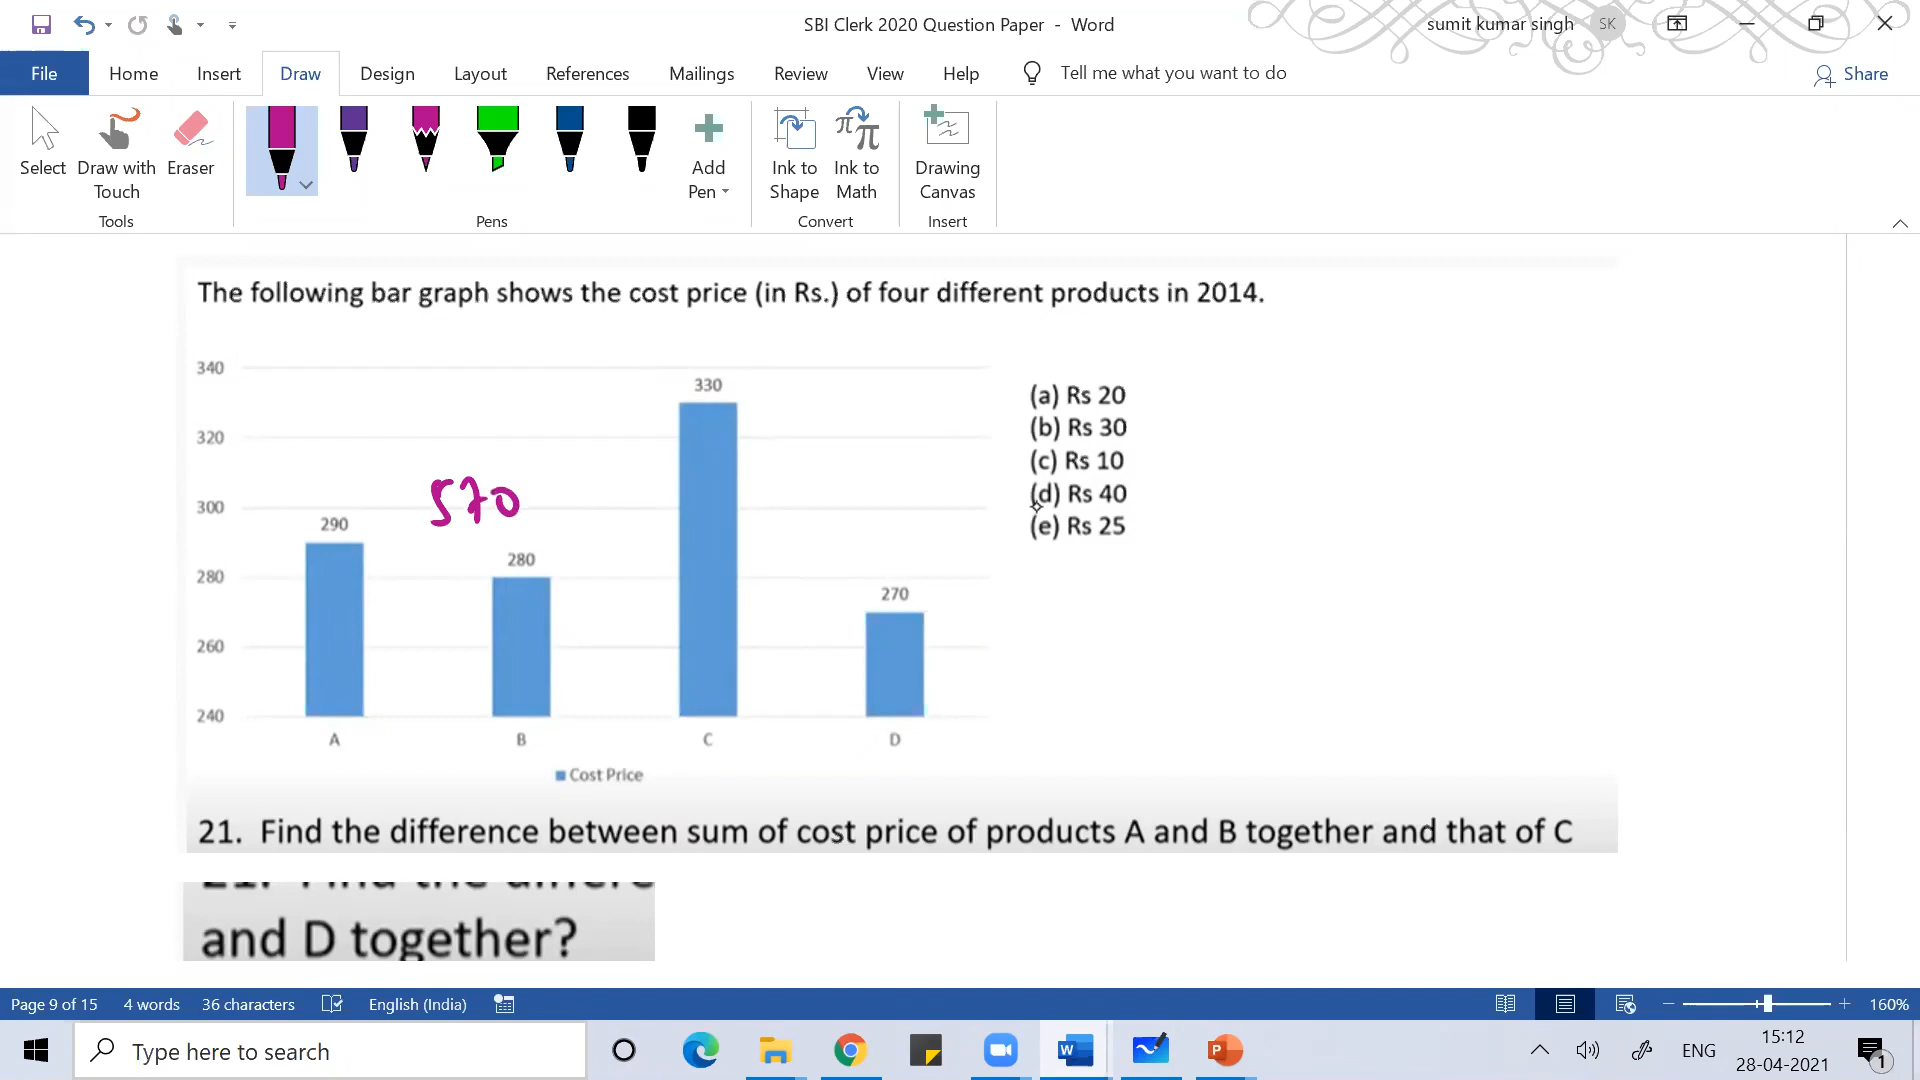 SBI Clerk 2020 Question Paper - Word
sumit kumar singh SK
File Home Insert Draw Design Layout References Mailings Review View Help Tell me what you want to do Share
Select Draw with Touch Eraser Add Pen Ink to Shape Ink to Math Drawing Canvas
Tools Pens Convert Insert
The following bar graph shows the cost price (in Rs.) of four different products in 2014.
340
330
320
300
290
570
280
280
270
260
240
A B C D
Cost Price
(a) Rs 20
(b) Rs 30
(c) Rs 10
(d) Rs 40
(e) Rs 25
21. Find the difference between sum of cost price of products A and B together and that of C
21. Find the differe
and D together?
Page 9 of 15 4 words 36 characters English (India) 160%
Type here to search
ENG
15:12
28-04-2021
1